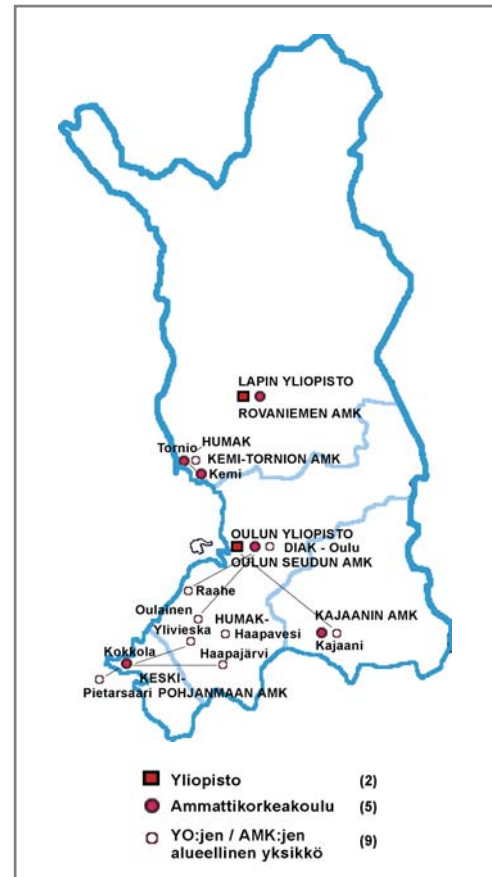 LAPIN YLIOPISTO
ROVANIEMEN AMK
Tornio HUMAK
KEMI-TORNION AMK
Kemi
OULUN YLIOPISTO
DIAK - Oulu
OULUN SEUDUN AMK
Raahe
Oulainen
HUMAK-
Haapavesi
KAJAANIN AMK
Kajaani
Ylivieska
Kokkola
Haapajärvi
KESKI-
Pietarsaari
POHJANMAAN AMK
Yliopisto (2)
Ammattikorkeakoulu (5)
YO:jen / AMK:jen (9)
alueellinen yksikkö